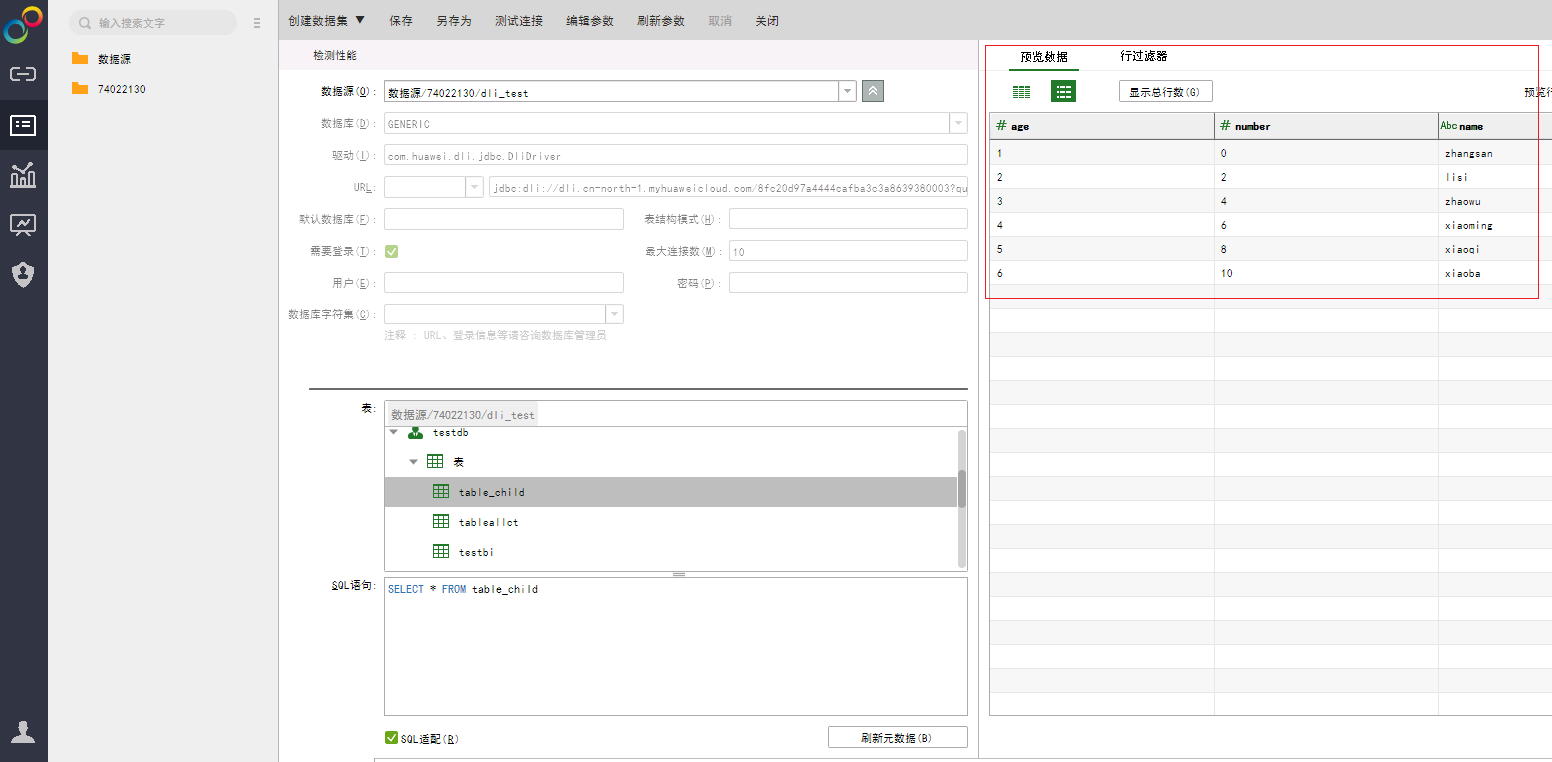 输入搜索文字
数据源
74022130
创建数据集 ▼ 保存 另存为 测试连接 编辑参数 刷新参数 取消 关闭
检测性能
数据源(O): 数据源/74022130/dli_test
数据库(D): GENERIC
驱动(I): com.huawei.dli.jdbc.DliDriver
URL: jdbc:dli://dli.cn-north-1.myhuaweicloud.com/8fc20d97a4444cafba3c3a8639380003?qu
默认数据库(F): 表结构模式(H):
需要登录(T): 最大连接数(M): 10
用户(E): 密码(P):
数据库字符集(C):
注释 : URL、登录信息等请咨询数据库管理员
表: 数据源/74022130/dli_test
testdb
表
table_child
tableallct
testbi
SQL语句: SELECT * FROM table_child
SQL适配(R) 刷新元数据(B)
预览数据 行过滤器
显示总行数(G) 预览行
# age # number Abc name
1 0 zhangsan
2 2 lisi
3 4 zhaowu
4 6 xiaoming
5 8 xiaoqi
6 10 xiaoba